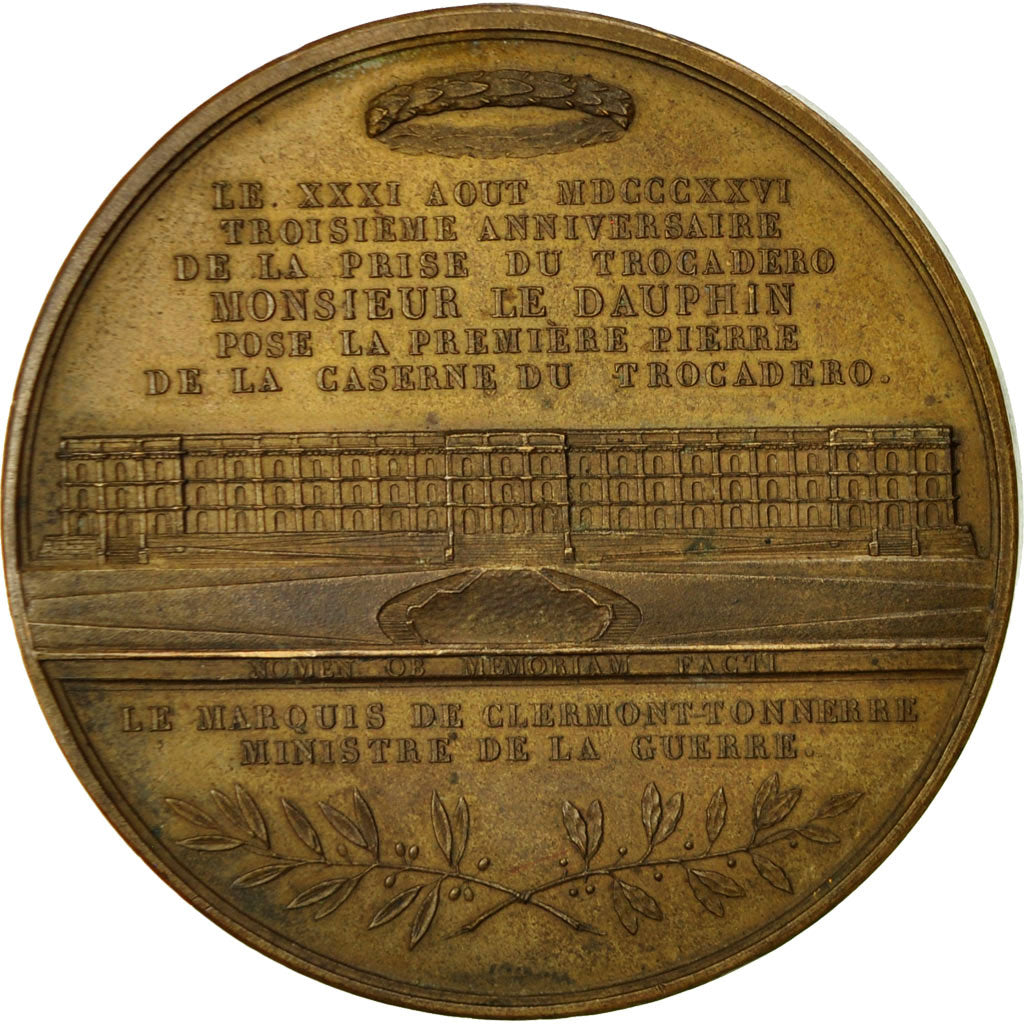 LE. XXXI AOUT MDCCCXXVI
TROISIÈME ANNIVERSAIRE
DE LA PRISE DU TROCADERO
MONSIEUR LE DAUPHIN
POSE LA PREMIÈRE PIERRE
DE LA CASERNE DU TROCADERO.
NOMEN OB MEMORIAM FACTI
LE MARQUIS DE CLERMONT-TONNERRE
MINISTRE DE LA GUERRE.